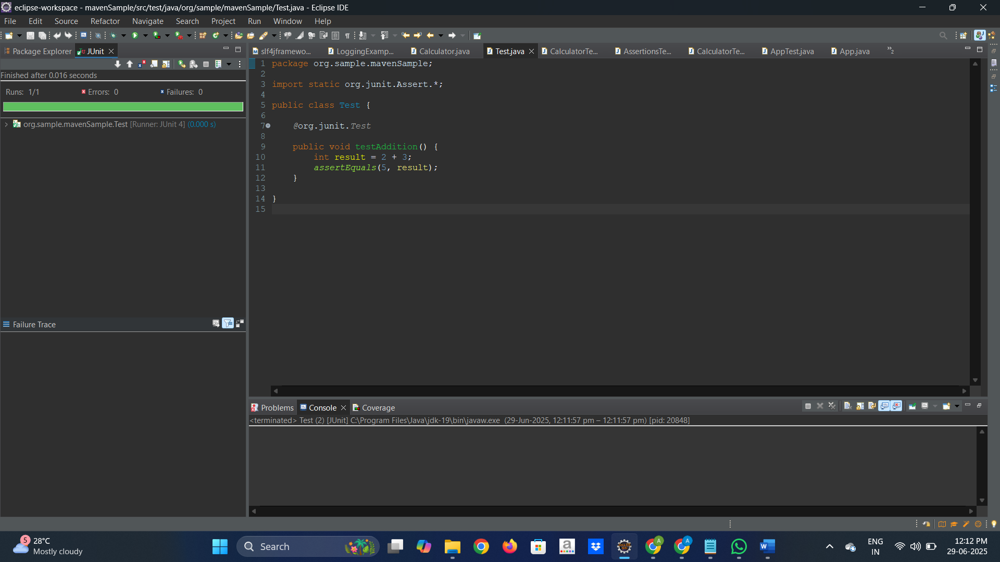 eclipse-workspace - mavenSample/src/test/java/org/sample/mavenSample/Test.java - Eclipse IDE
File Edit Source Refactor Navigate Search Project Run Window Help
Package Explorer JUnit
slf4jframewo... LoggingExamp... Calculator.java Test.java CalculatorTe... AssertionsTe... CalculatorTe... AppTest.java App.java »2
Finished after 0.016 seconds
Runs: 1/1 Errors: 0 Failures: 0
org.sample.mavenSample.Test [Runner: JUnit 4] (0.000 s)
Failure Trace
1 package org.sample.mavenSample;
2
3 import static org.junit.Assert.*;
4
5 public class Test {
6
7 @org.junit.Test
8
9 public void testAddition() {
10 int result = 2 + 3;
11 assertEquals(5, result);
12 }
13
14 }
15
Problems Console Coverage
<terminated> Test (2) [JUnit] C:\Program Files\Java\jdk-19\bin\javaw.exe (29-Jun-2025, 12:11:57 pm – 12:11:57 pm) [pid: 20848]
5 28°C
Mostly cloudy
Search
ENG
IN
12:12 PM
29-06-2025